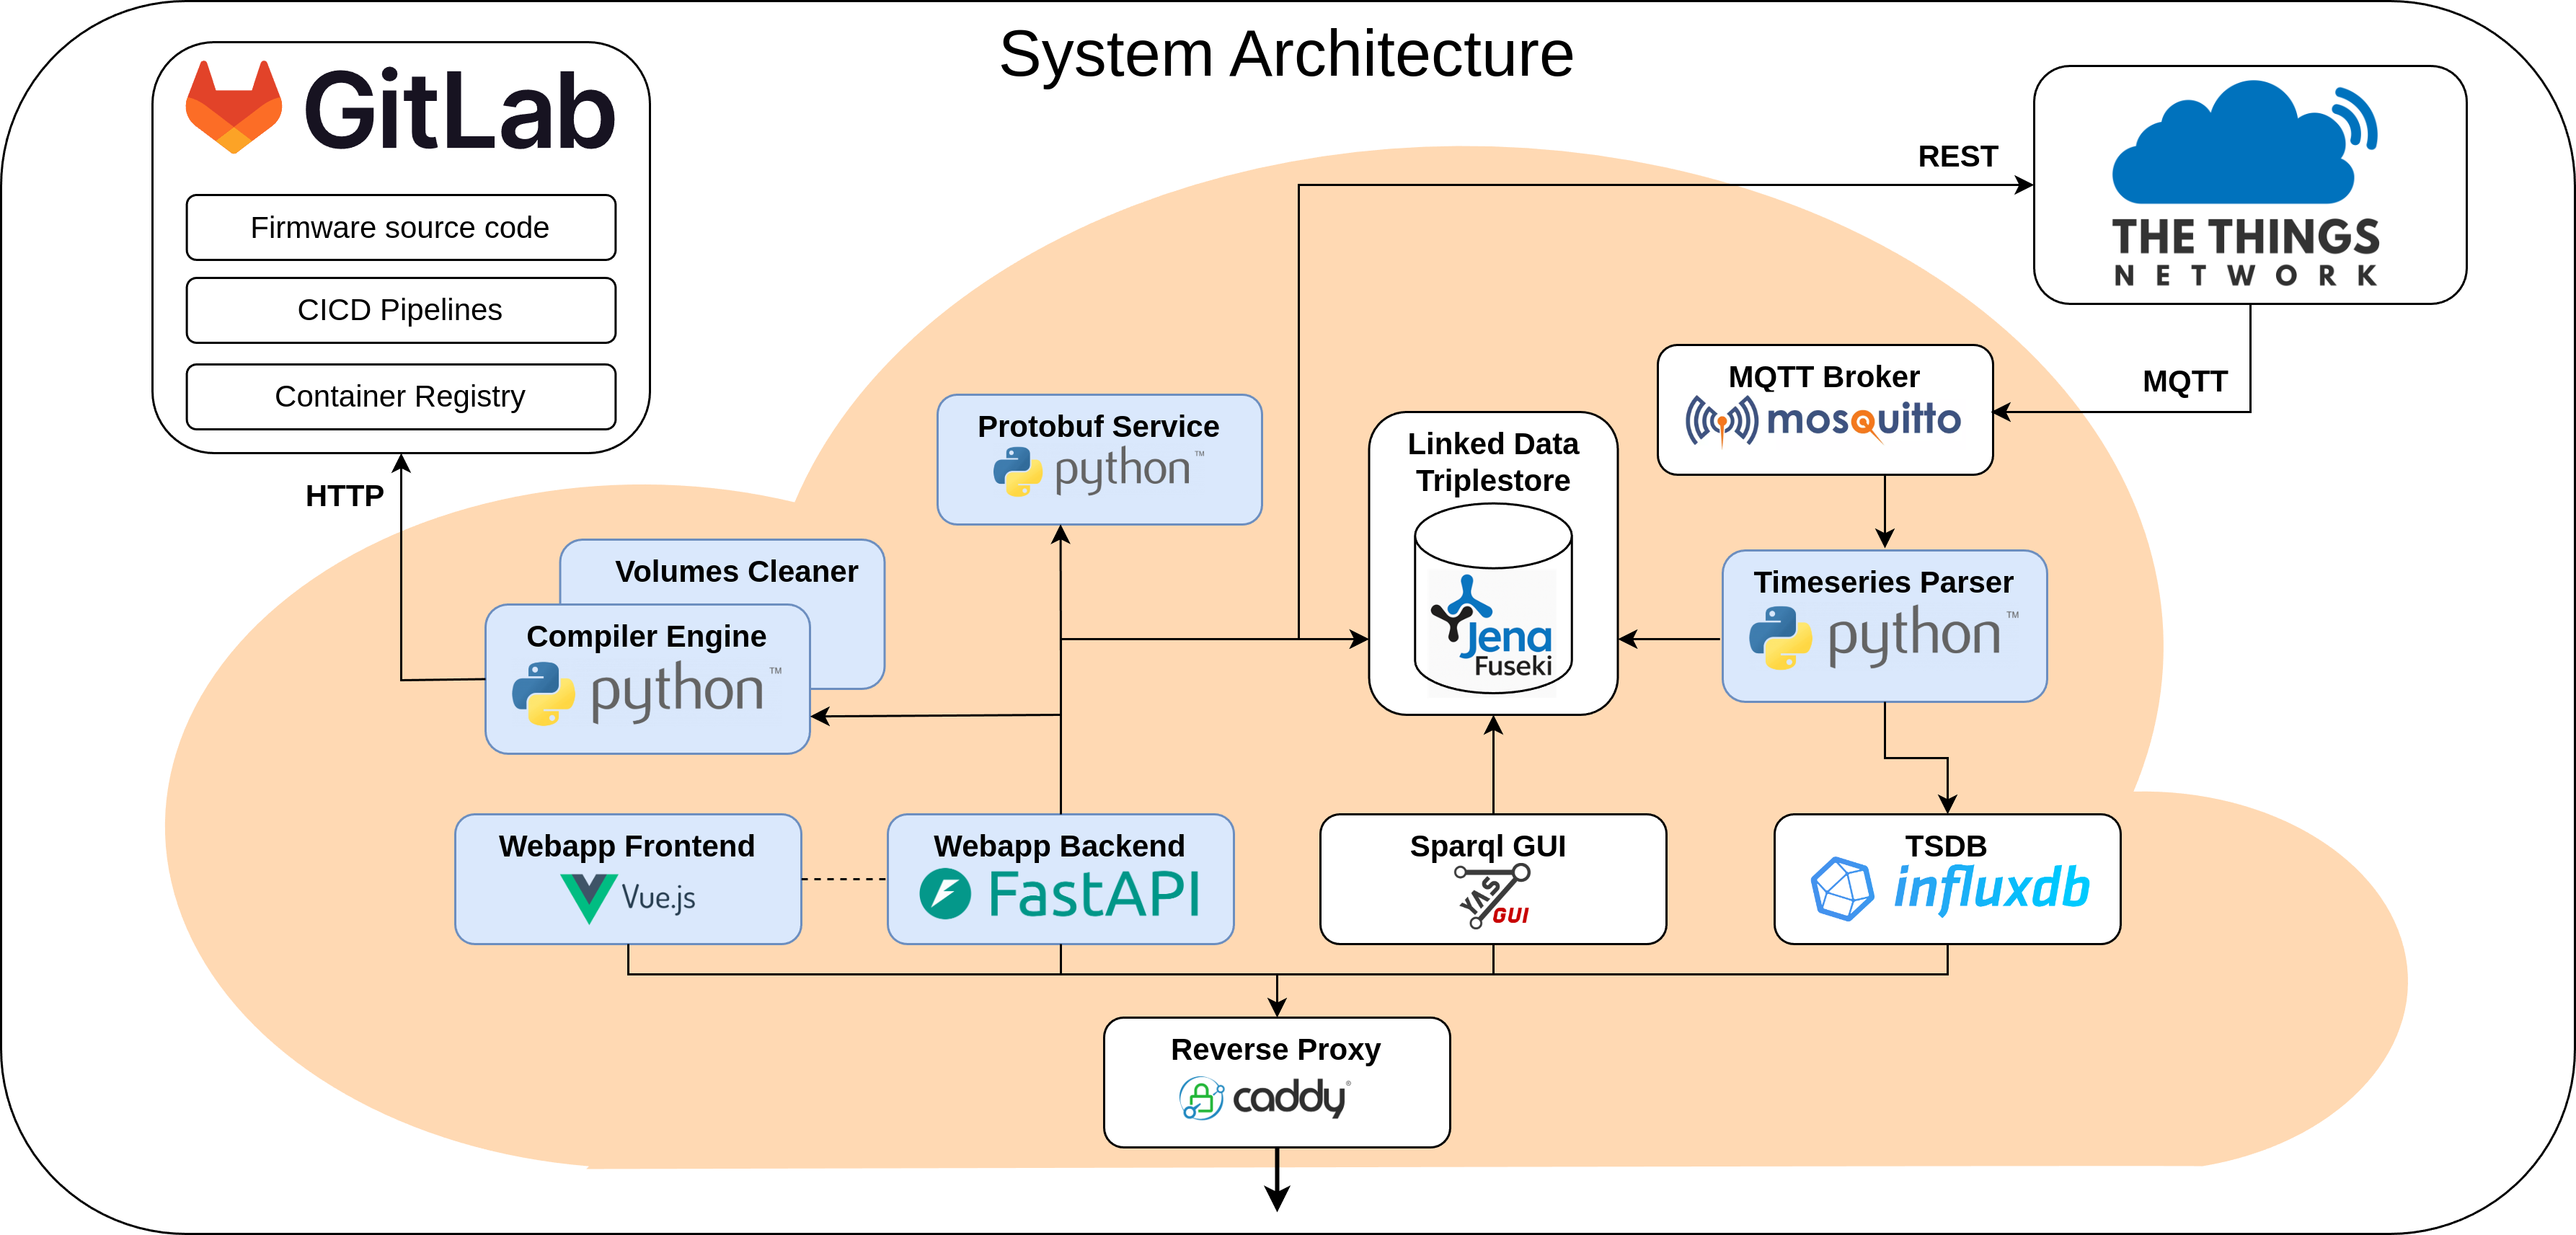 System Architecture
GitLab
Firmware source code
CICD Pipelines
Container Registry
HTTP
REST
THE THINGS
NETWORK
MQTT
MQTT Broker
mosquitto
Protobuf Service
python™
Linked Data
Triplestore
Jena
Fuseki
Timeseries Parser
python™
Volumes Cleaner
Compiler Engine
python™
Webapp Frontend
Vue.js
Webapp Backend
FastAPI
Sparql GUI
YAS
GUI
TSDB
influxdb
Reverse Proxy
caddy®